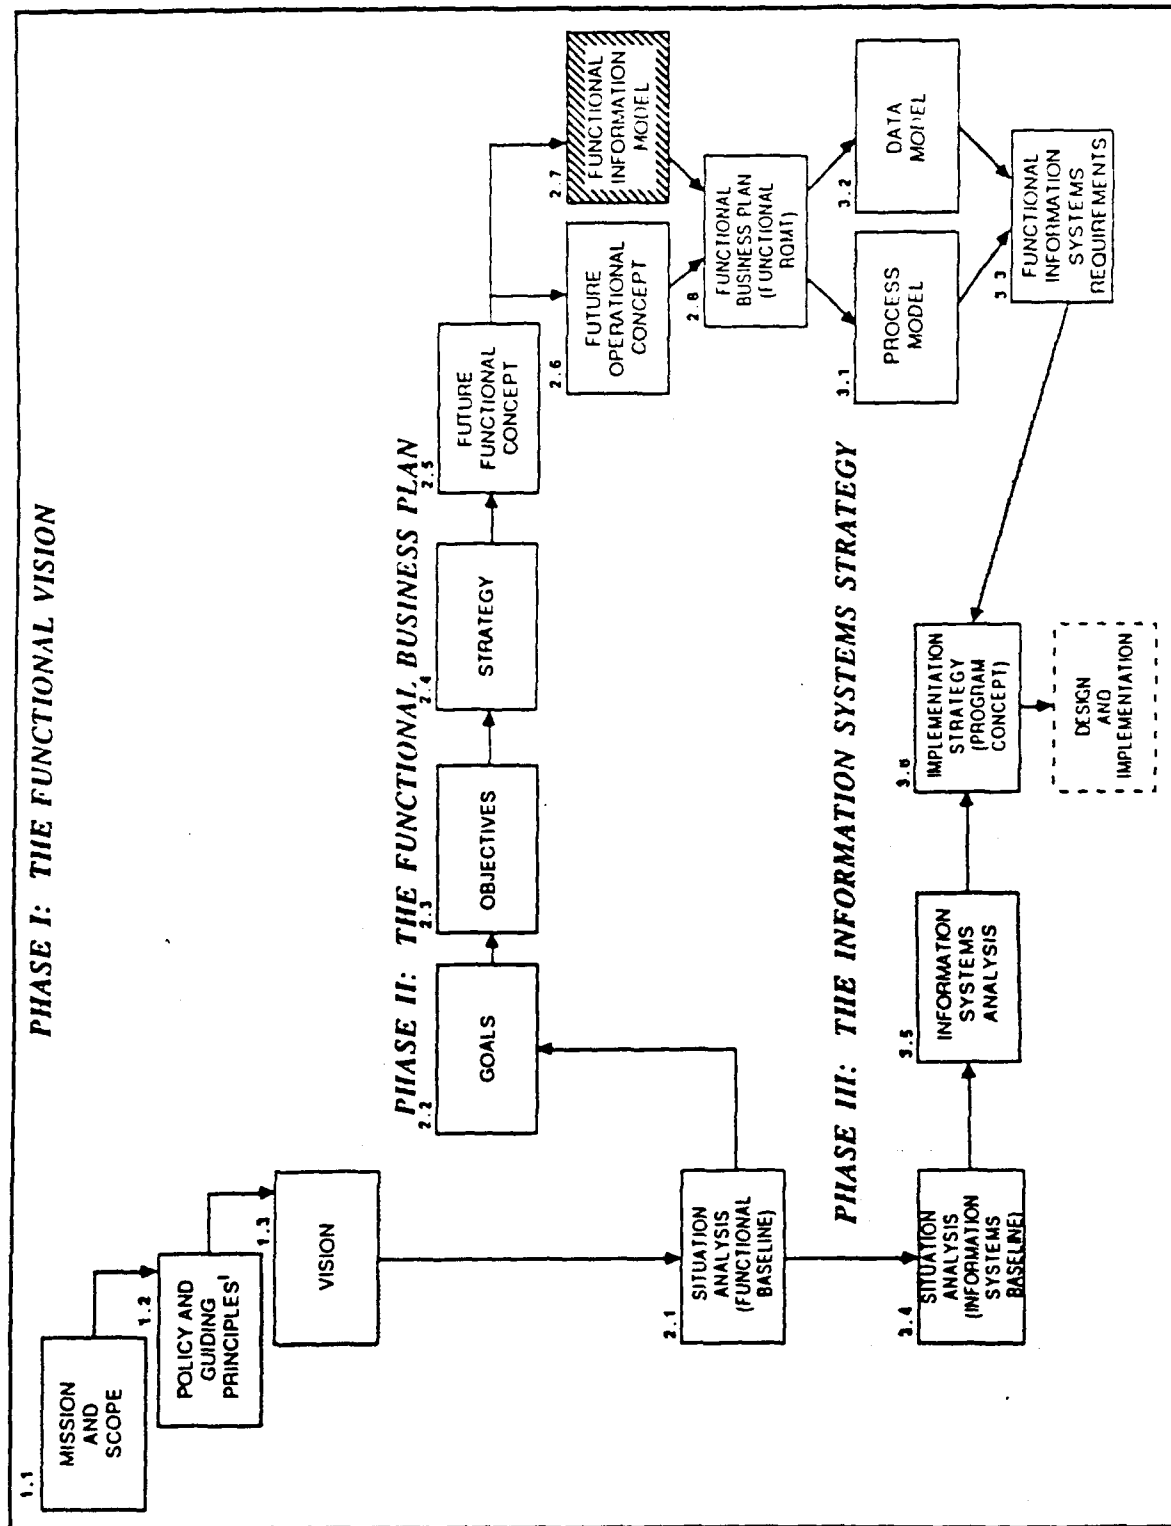 PHASE I: THE FUNCTIONAL VISION
1.1
MISSION
AND
SCOPE
1.2
POLICY AND
GUIDING
PRINCIPLES¹
1.3
VISION
PHASE II: THE FUNCTIONAL BUSINESS PLAN
2.1
SITUATION
ANALYSIS
(FUNCTIONAL
BASELINE)
2.2
GOALS
2.3
OBJECTIVES
2.4
STRATEGY
2.5
FUTURE
FUNCTIONAL
CONCEPT
2.6
FUTURE
OPERATIONAL
CONCEPT
2.7
FUNCTIONAL
INFORMATION
MODEL
2.8
FUNCTIONAL
BUSINESS PLAN
(FUNCTIONAL
RQMT)
PHASE III: THE INFORMATION SYSTEMS STRATEGY
3.1
PROCESS
MODEL
3.2
DATA
MODEL
3.3
FUNCTIONAL
INFORMATION
SYSTEMS
REQUIREMENTS
3.4
SITUATION
ANALYSIS
(INFORMATION
SYSTEMS
BASELINE)
3.5
INFORMATION
SYSTEMS
ANALYSIS
3.6
IMPLEMENTATION
STRATEGY
(PROGRAM
CONCEPT)
DESIGN
AND
IMPLEMENTATION